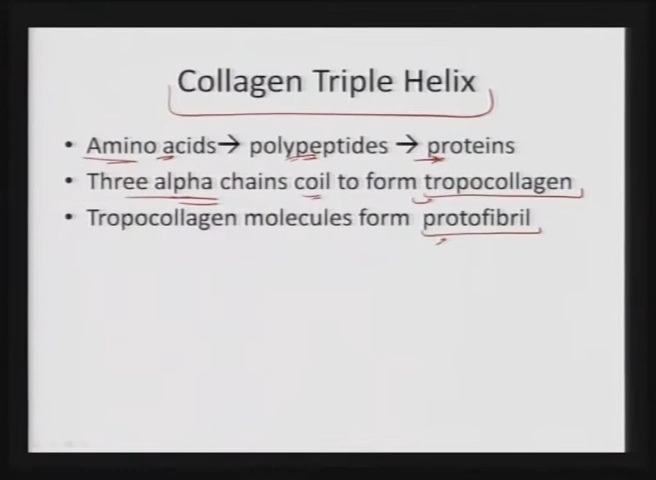 Collagen Triple Helix
• Amino acids→ polypeptides → proteins
• Three alpha chains coil to form tropocollagen
• Tropocollagen molecules form protofibril